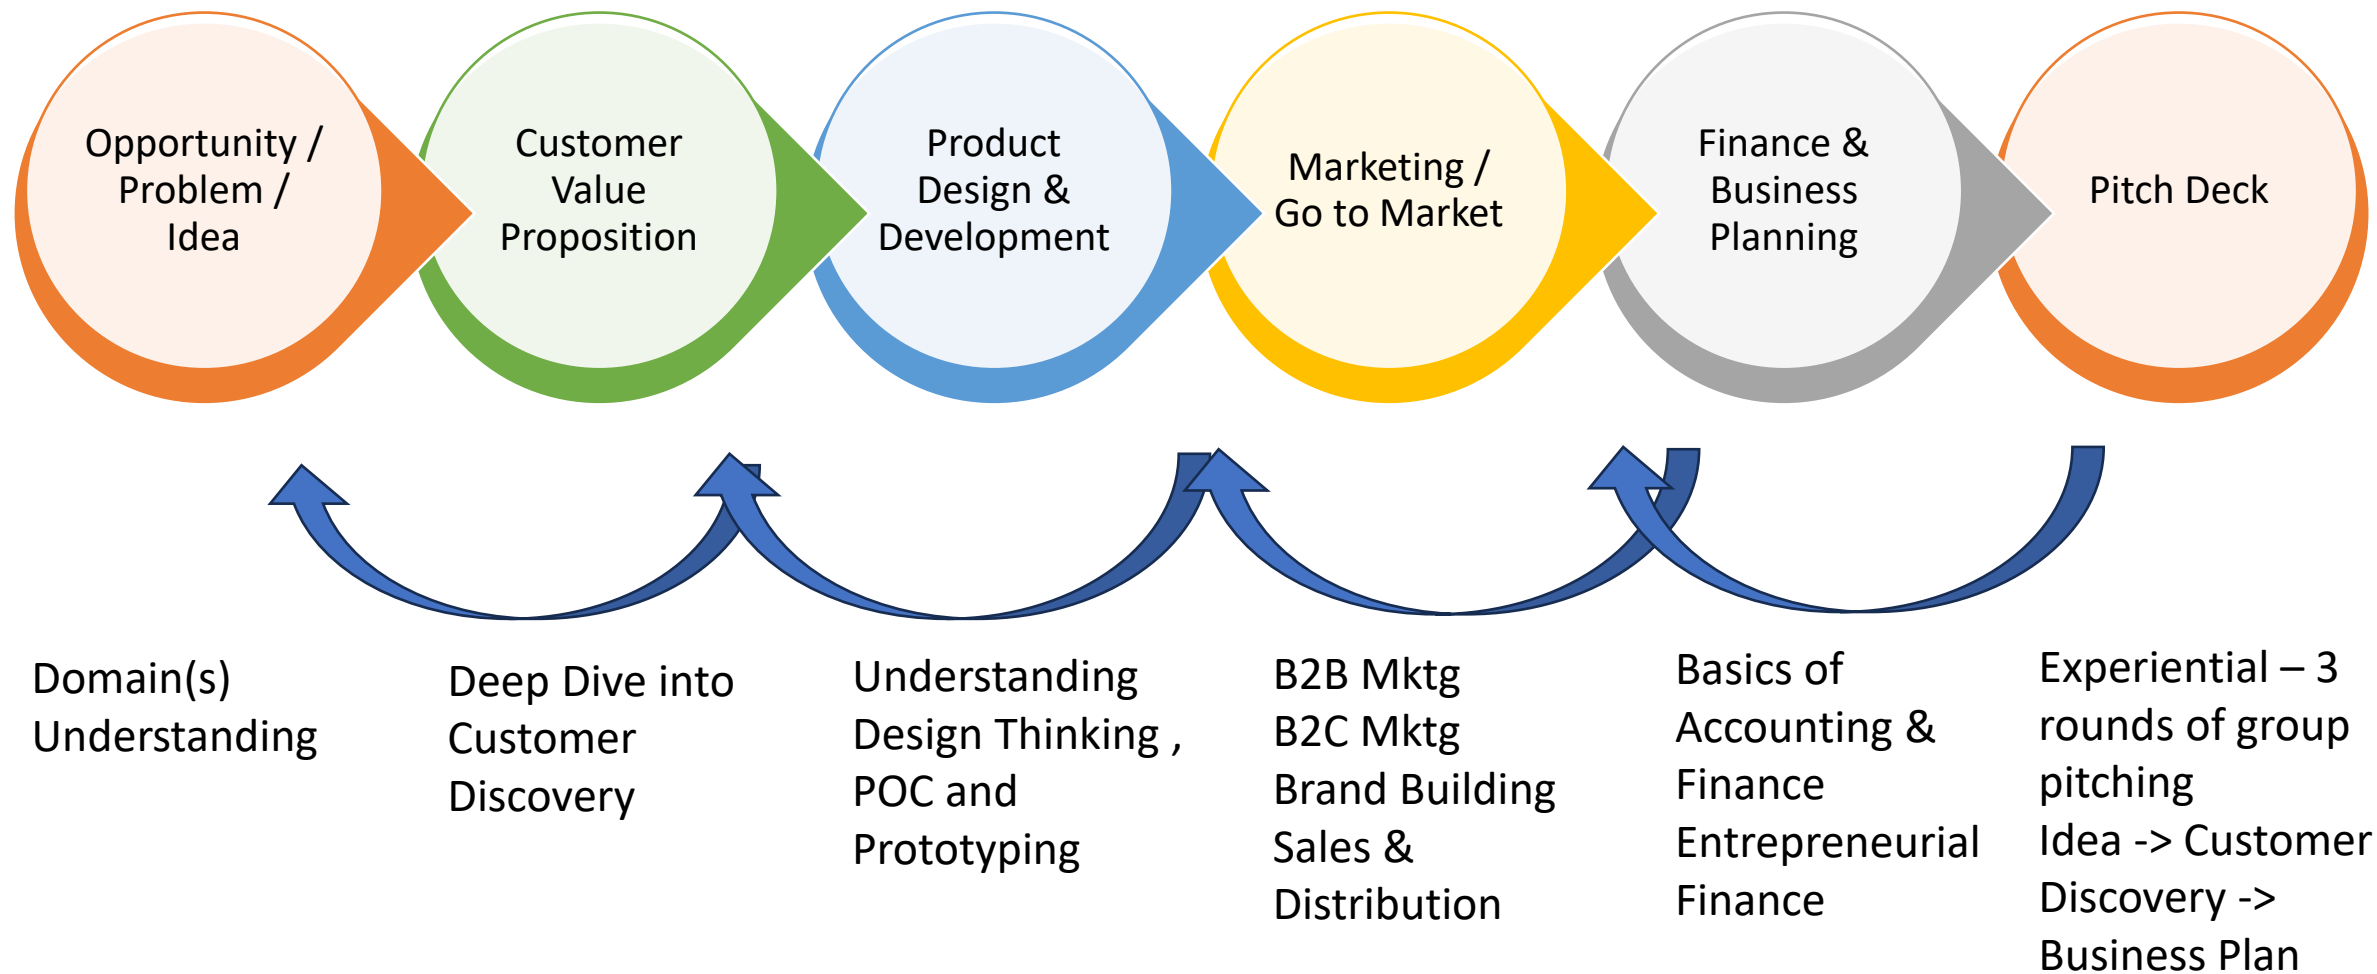 Opportunity /
Problem /
Idea
Customer
Value
Proposition
Product
Design &
Development
Marketing /
Go to Market
Finance &
Business
Planning
Pitch Deck
Domain(s)
Understanding
Deep Dive into
Customer
Discovery
Understanding
Design Thinking ,
POC and
Prototyping
B2B Mktg
B2C Mktg
Brand Building
Sales &
Distribution
Basics of
Accounting &
Finance
Entrepreneurial
Finance
Experiential – 3
rounds of group
pitching
Idea -> Customer
Discovery ->
Business Plan